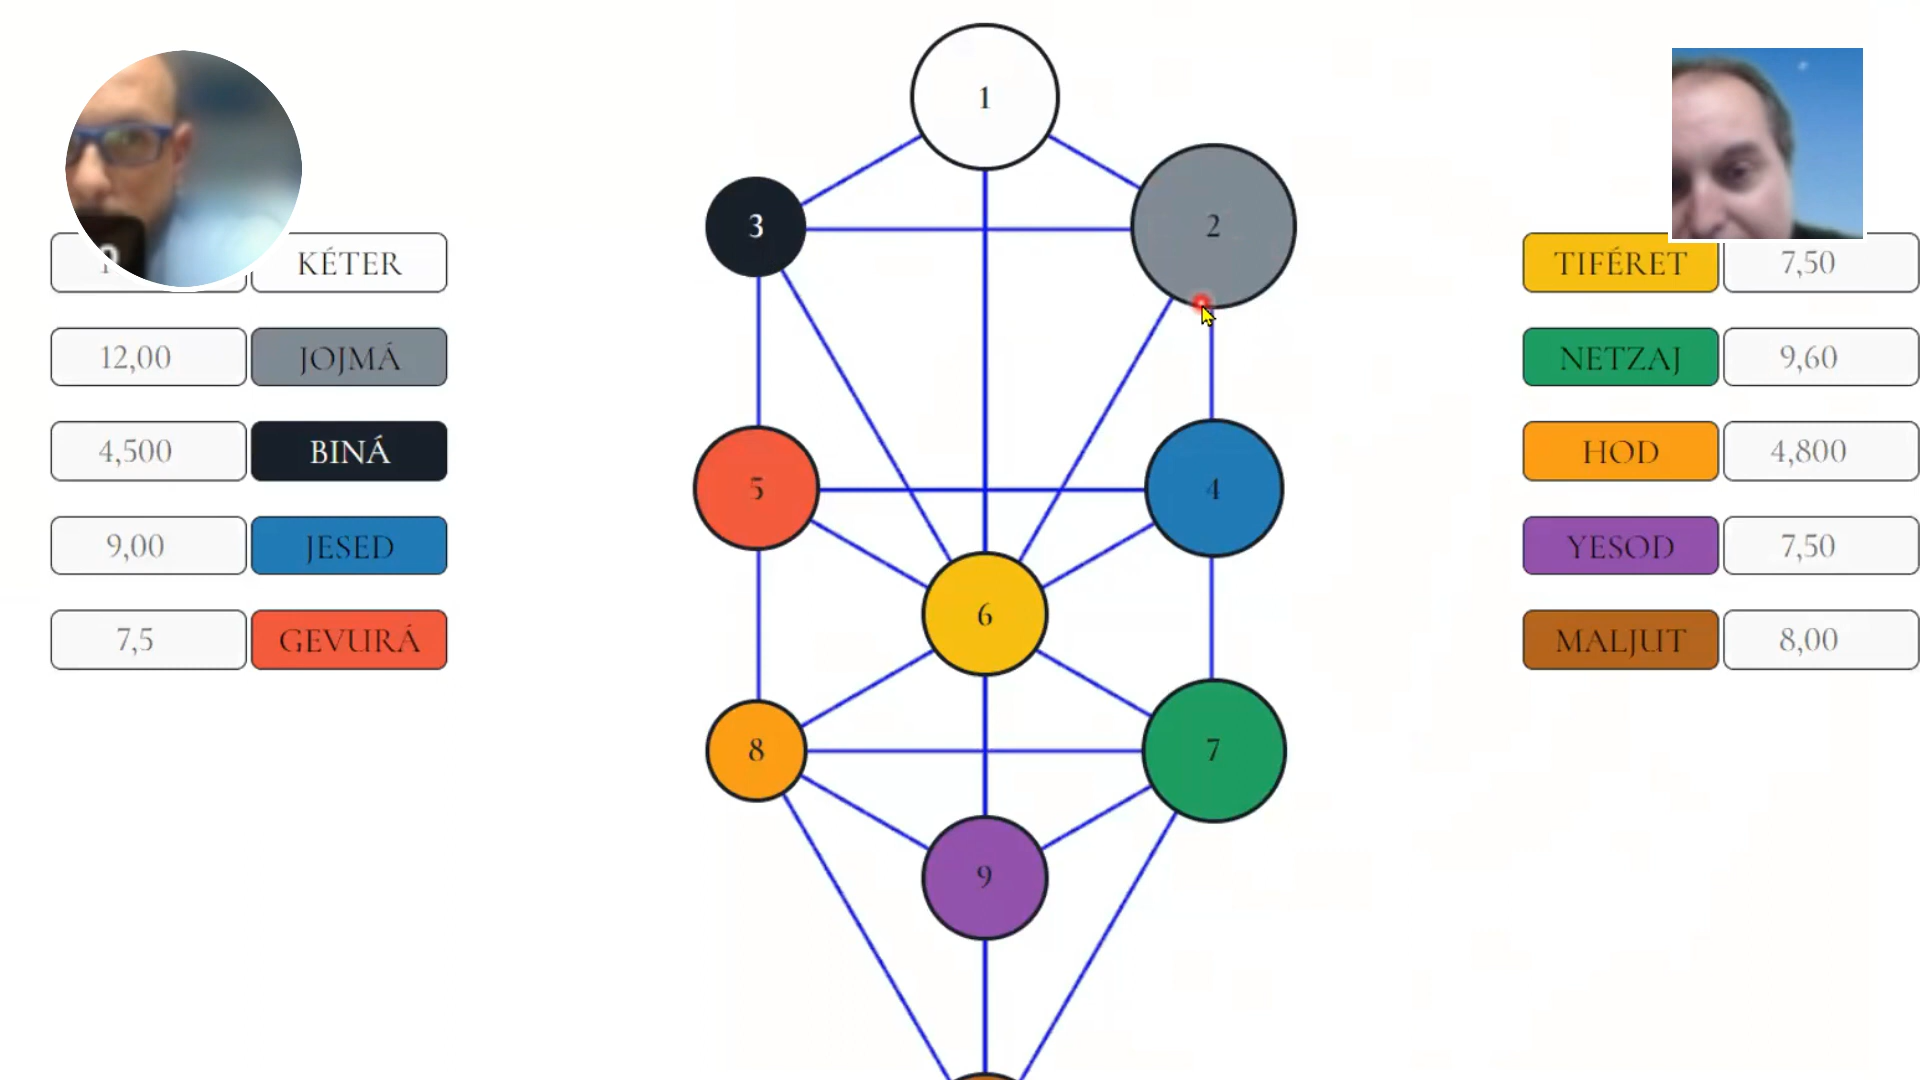 1
2
3
KÉTER
12,00 JOJMÁ
4,500 BINÁ
9,00 JESED
7,5 GEVURÁ
5
4
6
8
7
9
TIFÉRET 7,50
NETZAJ 9,60
HOD 4,800
YESOD 7,50
MALJUT 8,00